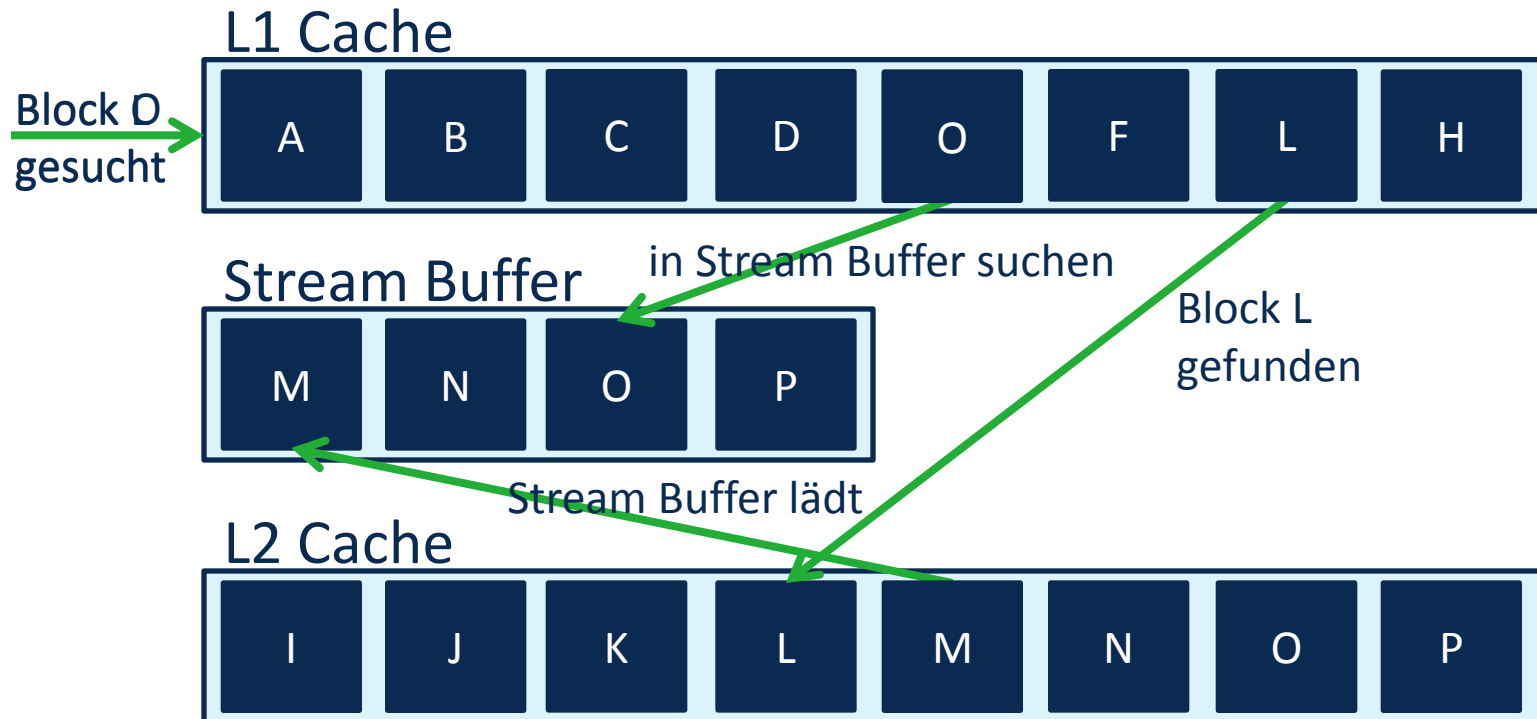 L1 Cache
Block O
gesucht
A B C D O F L H
in Stream Buffer suchen
Stream Buffer
Block L
gefunden
M N O P
Stream Buffer lädt
L2 Cache
I J K L M N O P